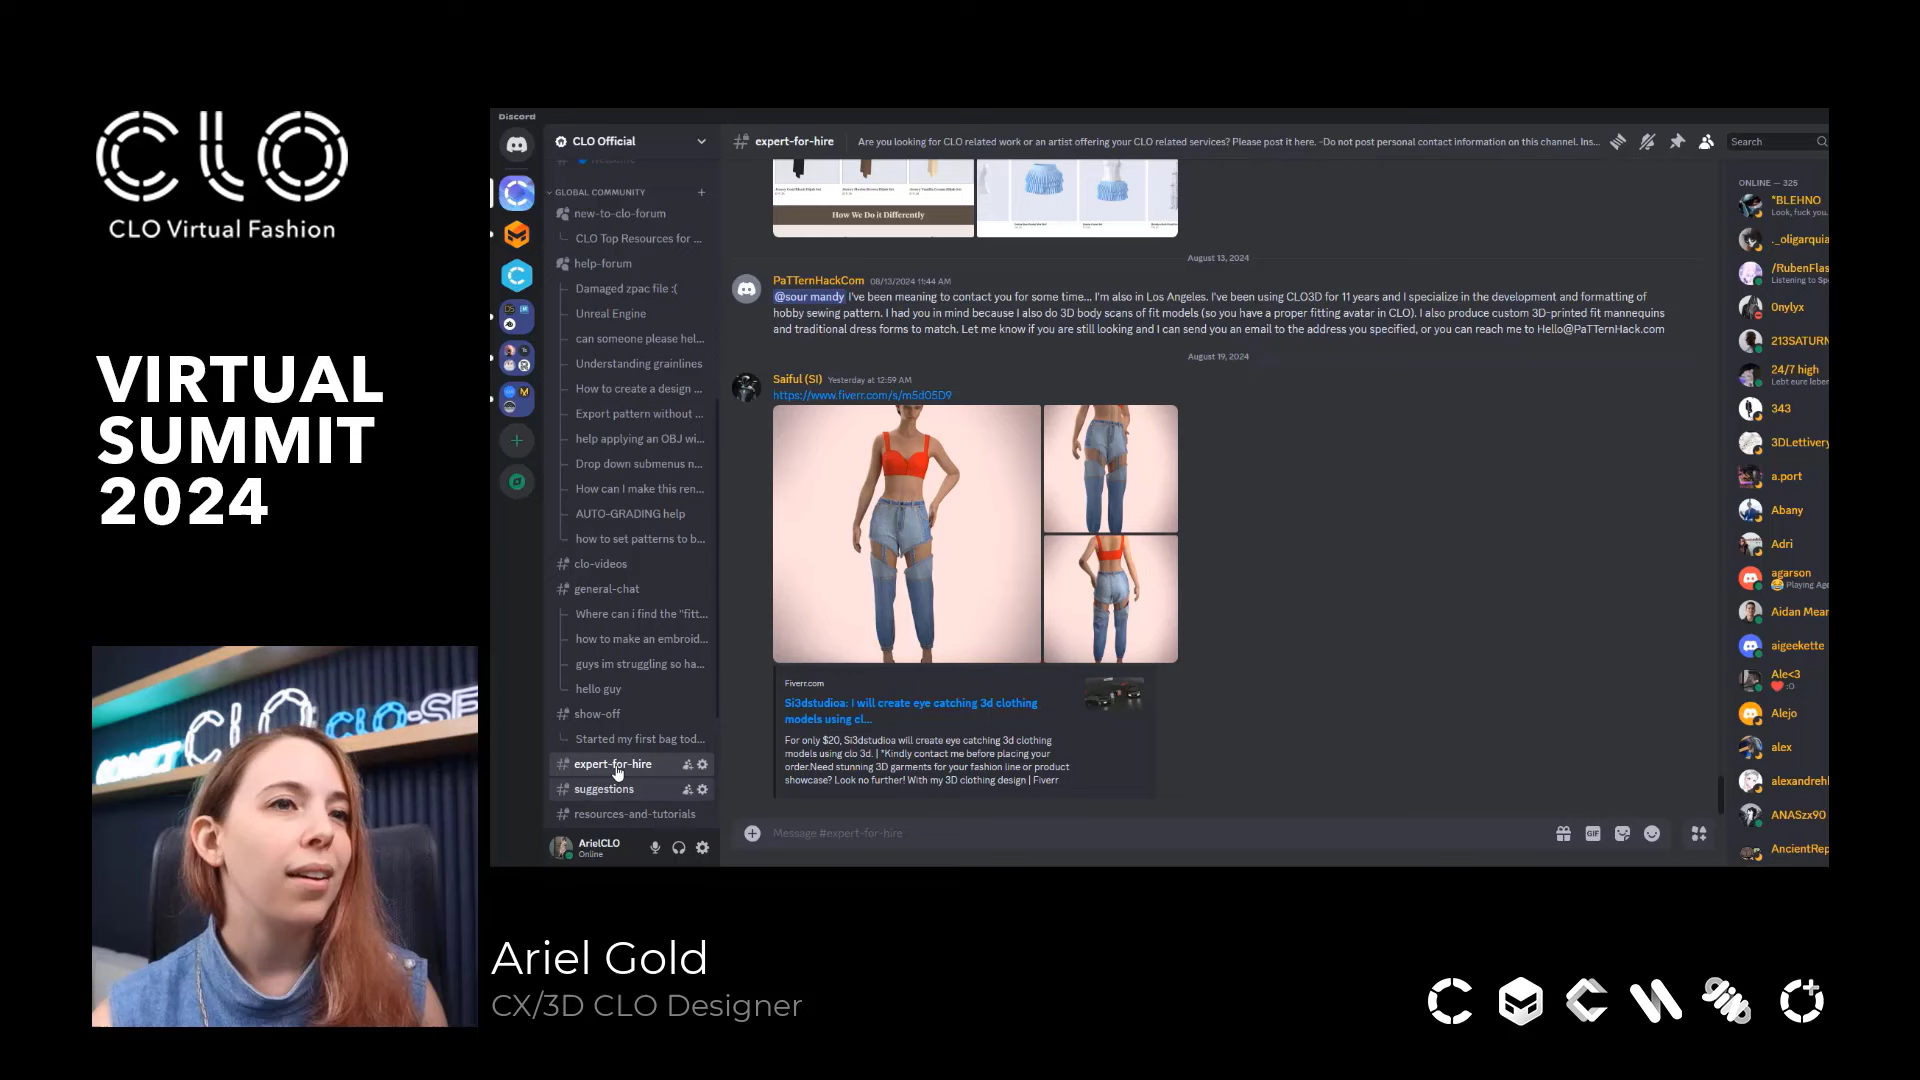 CLO
CLO Virtual Fashion
VIRTUAL
SUMMIT
2024
Discord
CLO Official
GLOBAL COMMUNITY
new-to-clo-forum
CLO Top Resources for ...
help-forum
Damaged zpac file :(
Unreal Engine
can someone please hel...
Understanding grainlines
How to create a design ...
Export pattern without ...
help applying an OBJ wi...
Drop down submenus n...
How can I make this ren...
AUTO-GRADING help
how to set patterns to b...
clo-videos
general-chat
Where can i find the "fitt...
how to make an embroid...
guys im struggling so ha...
hello guy
show-off
Started my first bag tod...
expert-for-hire
suggestions
resources-and-tutorials
ArielCLO
Online
expert-for-hire
Are you looking for CLO related work or an artist offering your CLO related services? Please post it here. -Do not post personal contact information on this channel. Ins...
Search
How We Do it Differently
August 13, 2024
PaTTernHackCom 08/13/2024 11:44 AM
@sour mandy I've been meaning to contact you for some time... I'm also in Los Angeles. I've been using CLO3D for 11 years and I specialize in the development and formatting of
hobby sewing pattern. I had you in mind because I also do 3D body scans of fit models (so you have a proper fitting avatar in CLO). I also produce custom 3D-printed fit mannequins
and traditional dress forms to match. Let me know if you are still looking and I can send you an email to the address you specified, or you can reach me to Hello@PaTTernHack.com
August 19, 2024
Saiful (SI) Yesterday at 12:59 AM
https://www.fiverr.com/s/m5d05D9
Fiverr.com
Si3dstudioa: I will create eye catching 3d clothing
models using cl...
For only $20, Si3dstudioa will create eye catching 3d clothing
models using clo 3d. | *Kindly contact me before placing your
order.Need stunning 3D garments for your fashion line or product
showcase? Look no further! With my 3D clothing design | Fiverr
Message #expert-for-hire
GIF
ONLINE — 325
*BLEHNO
Look, fuck you.
._oligarquia
/RubenFlas
Listening to Sp
0nylyx
213SATURN
24/7 high
Lebt eure leber
343
3DLettivery
a.port
Abany
Adri
agarson
Playing Age
Aidan Mear
aigeekette
Ale<3
:O
Alejo
alex
alexandreh
ANASzx90
AncientRep
CLO CLO-SE
Ariel Gold
CX/3D CLO Designer